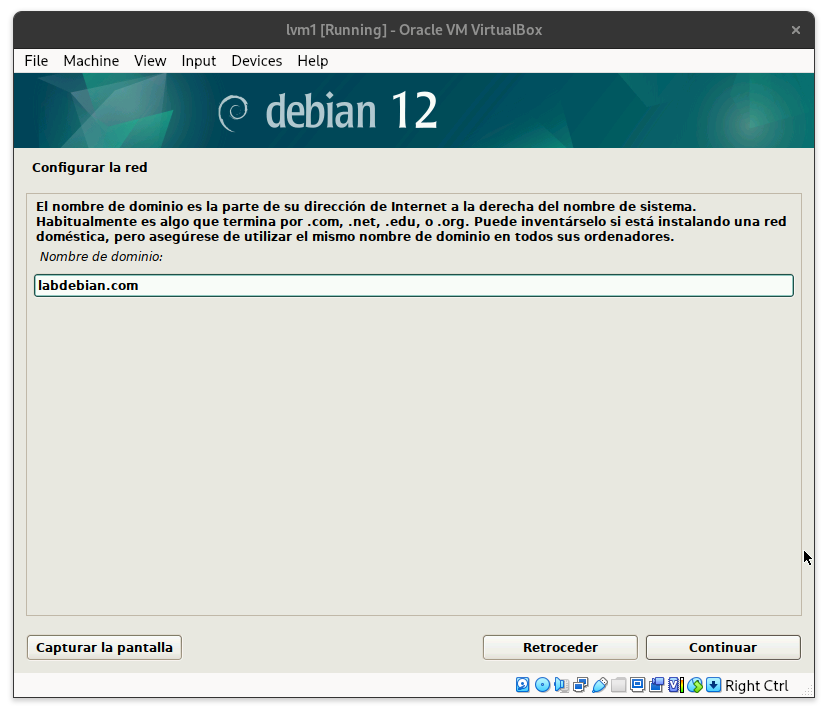 lvm1 [Running] - Oracle VM VirtualBox
File Machine View Input Devices Help
debian 12
Configurar la red
El nombre de dominio es la parte de su dirección de Internet a la derecha del nombre de sistema.
Habitualmente es algo que termina por .com, .net, .edu, o .org. Puede inventárselo si está instalando una red
doméstica, pero asegúrese de utilizar el mismo nombre de dominio en todos sus ordenadores.
Nombre de dominio:
labdebian.com
Capturar la pantalla
Retroceder
Continuar
Right Ctrl